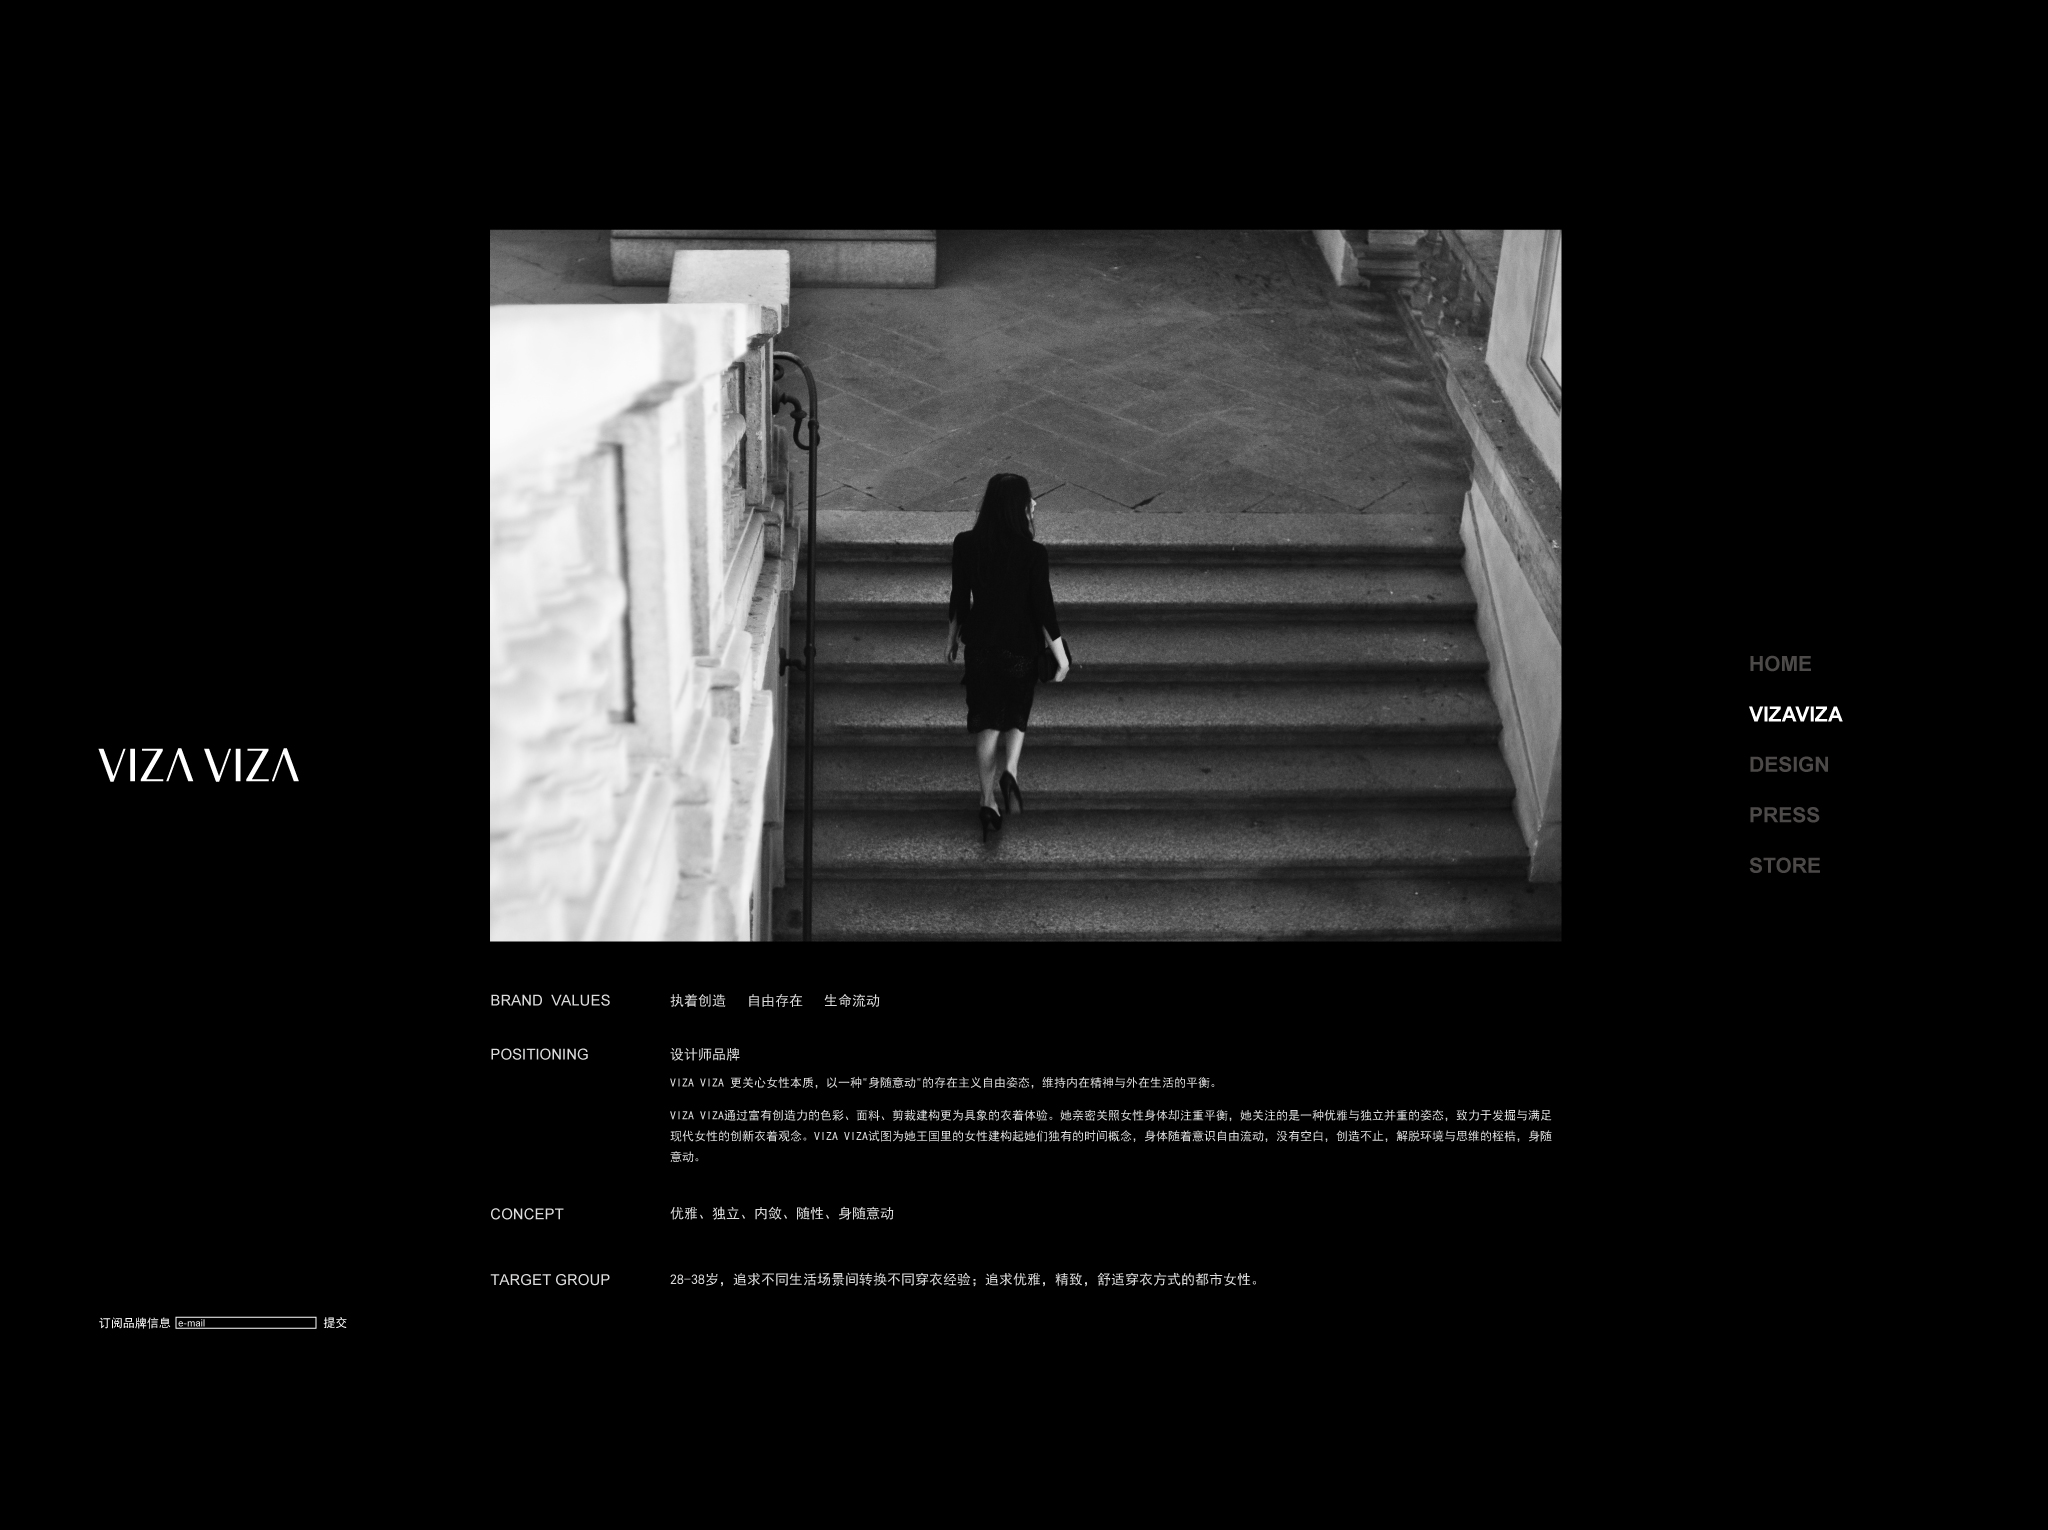 VIZA VIZA
HOME
VIZAVIZA
DESIGN
PRESS
STORE
BRAND VALUES 执着创造 自由存在 生命流动
POSITIONING 设计师品牌
VIZA VIZA 更关心女性本质，以一种"身随意动"的存在主义自由姿态，维持内在精神与外在生活的平衡。
VIZA VIZA通过富有创造力的色彩、面料、剪裁建构更为具象的衣着体验。她亲密关照女性身体却注重平衡，她关注的是一种优雅与独立并重的姿态，致力于发掘与满足
现代女性的创新衣着观念。VIZA VIZA试图为她王国里的女性建构起她们独有的时间概念，身体随着意识自由流动，没有空白，创造不止，解脱环境与思维的桎梏，身随
意动。
CONCEPT 优雅、独立、内敛、随性、身随意动
TARGET GROUP 28-38岁，追求不同生活场景间转换不同穿衣经验；追求优雅，精致，舒适穿衣方式的都市女性。
订阅品牌信息 e-mail 提交